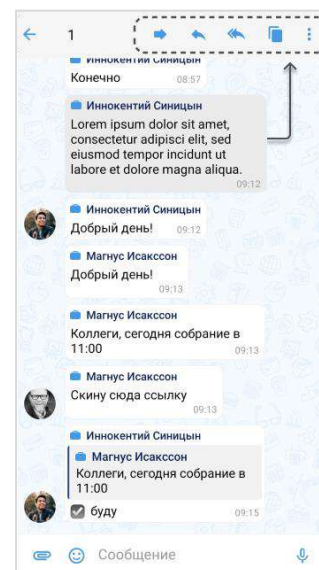 1
Иннокентий Синицын
Конечно 08:57
Иннокентий Синицын
Lorem ipsum dolor sit amet,
consectetur adipisci elit, sed
eiusmod tempor incidunt ut
labore et dolore magna aliqua.
09:12
Иннокентий Синицын
Добрый день! 09:12
Магнус Исакссон
Добрый день!
09:13
Магнус Исакссон
Коллеги, сегодня собрание в
11:00 09:13
Магнус Исакссон
Скину сюда ссылку
09:13
Иннокентий Синицын
Магнус Исакссон
Коллеги, сегодня собрание в
11:00
буду 09:15
Сообщение